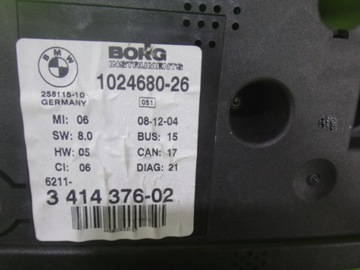 BMW
BORG
INSTRUMENTS
1024680-26
258116-10
GERMANY
051
MI: 06
08-12-04
SW: 8.0
BUS: 15
HW: 05
CAN: 17
CI: 06
DIAG: 21
6211-
3 414 376-02